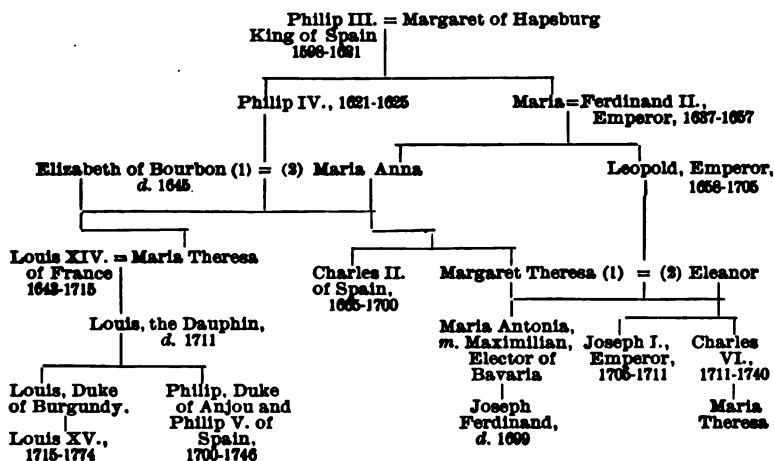 Philip III. = Margaret of Hapsburg
King of Spain
1598-1621
Philip IV., 1621-1625
Maria=Ferdinand II.,
Emperor, 1637-1657
Elizabeth of Bourbon (1) = (2) Maria Anna
d. 1645
Leopold, Emperor,
1658-1705
Louis XIV. = Maria Theresa
of France
1643-1715
Charles II.
of Spain,
1665-1700
Margaret Theresa (1) = (2) Eleanor
Louis, the Dauphin,
d. 1711
Maria Antonia,
m. Maximilian,
Elector of
Bavaria
Joseph I.,
Emperor,
1705-1711
Charles
VI.,
1711-1740
Louis, Duke
of Burgundy.
Philip, Duke
of Anjou and
Philip V. of
Spain,
1700-1746
Louis XV.,
1715-1774
Joseph
Ferdinand,
d. 1699
Maria
Theresa